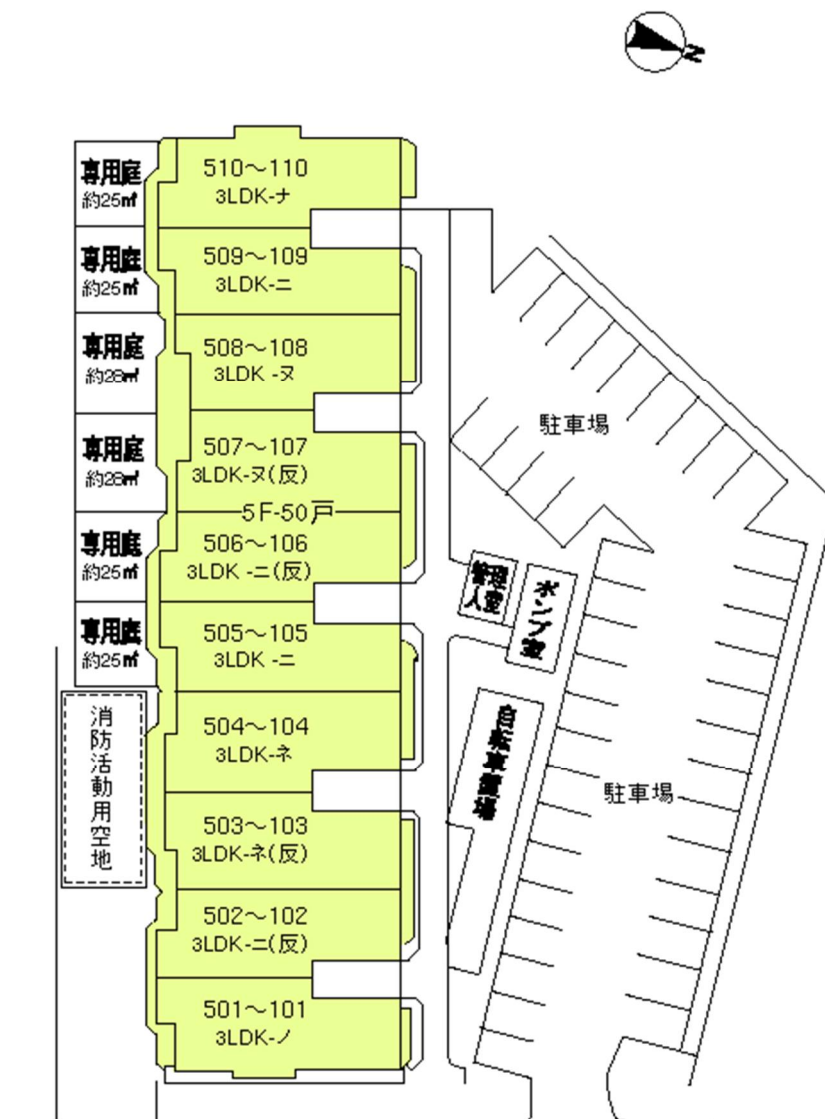 N
専用庭
約25㎡
510～110
3LDK-ナ
専用庭
約25㎡
509～109
3LDK-ニ
専用庭
約28㎡
508～108
3LDK -ヌ
駐車場
専用庭
約28㎡
507～107
3LDK-ヌ(反)
5F-50戸
専用庭
約25㎡
506～106
3LDK -ニ(反)
管理
人室
ポンプ室
専用庭
約25㎡
505～105
3LDK -ニ
消防活動用空地
504～104
3LDK-ネ
自転車置場
駐車場
503～103
3LDK-ネ(反)
502～102
3LDK-ニ(反)
501～101
3LDK-ノ